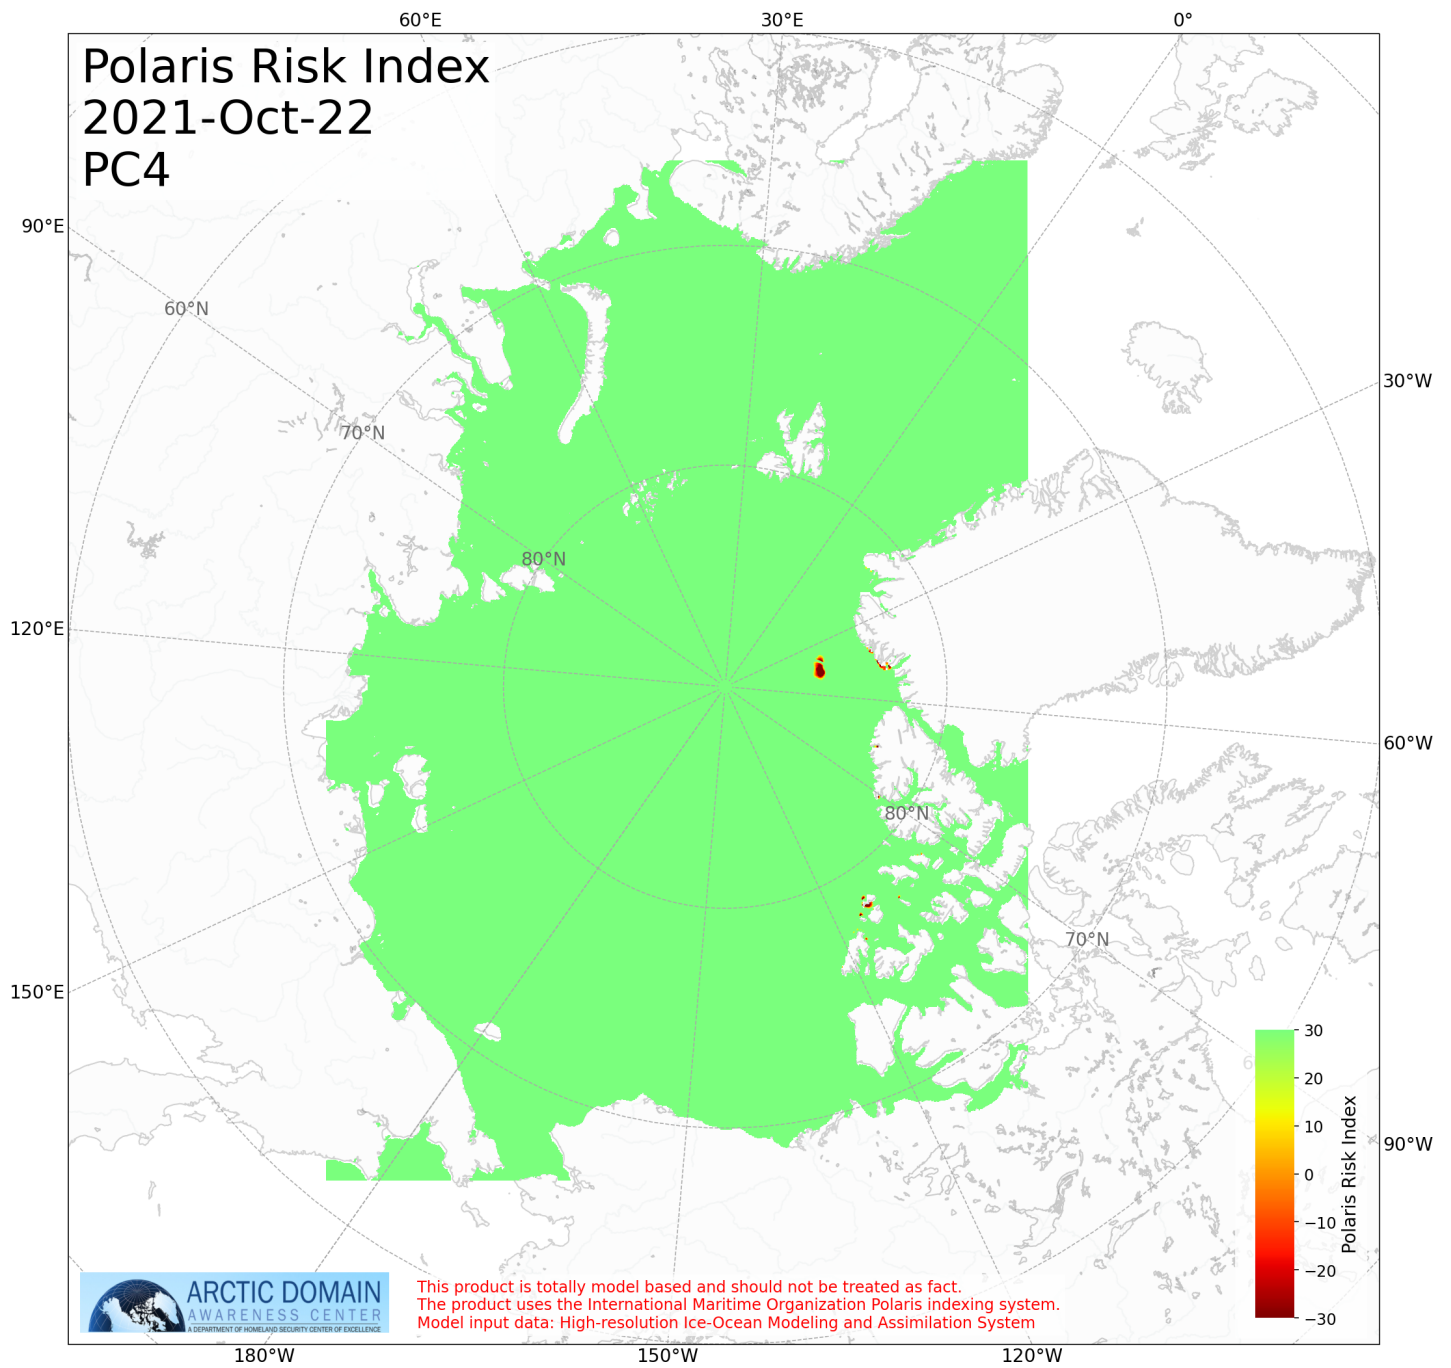 60°E
30°E
0°
Polaris Risk Index
2021-Oct-22
PC4
90°E
60°N
30°W
70°N
80°N
120°E
60°W
80°N
70°N
150°E
30
20
10
0
−10
−20
−30
Polaris Risk Index
90°W
ARCTIC DOMAIN
AWARENESS CENTER
A DEPARTMENT OF HOMELAND SECURITY CENTER OF EXCELLENCE
This product is totally model based and should not be treated as fact.
The product uses the International Maritime Organization Polaris indexing system.
Model input data: High-resolution Ice-Ocean Modeling and Assimilation System
180°W
150°W
120°W